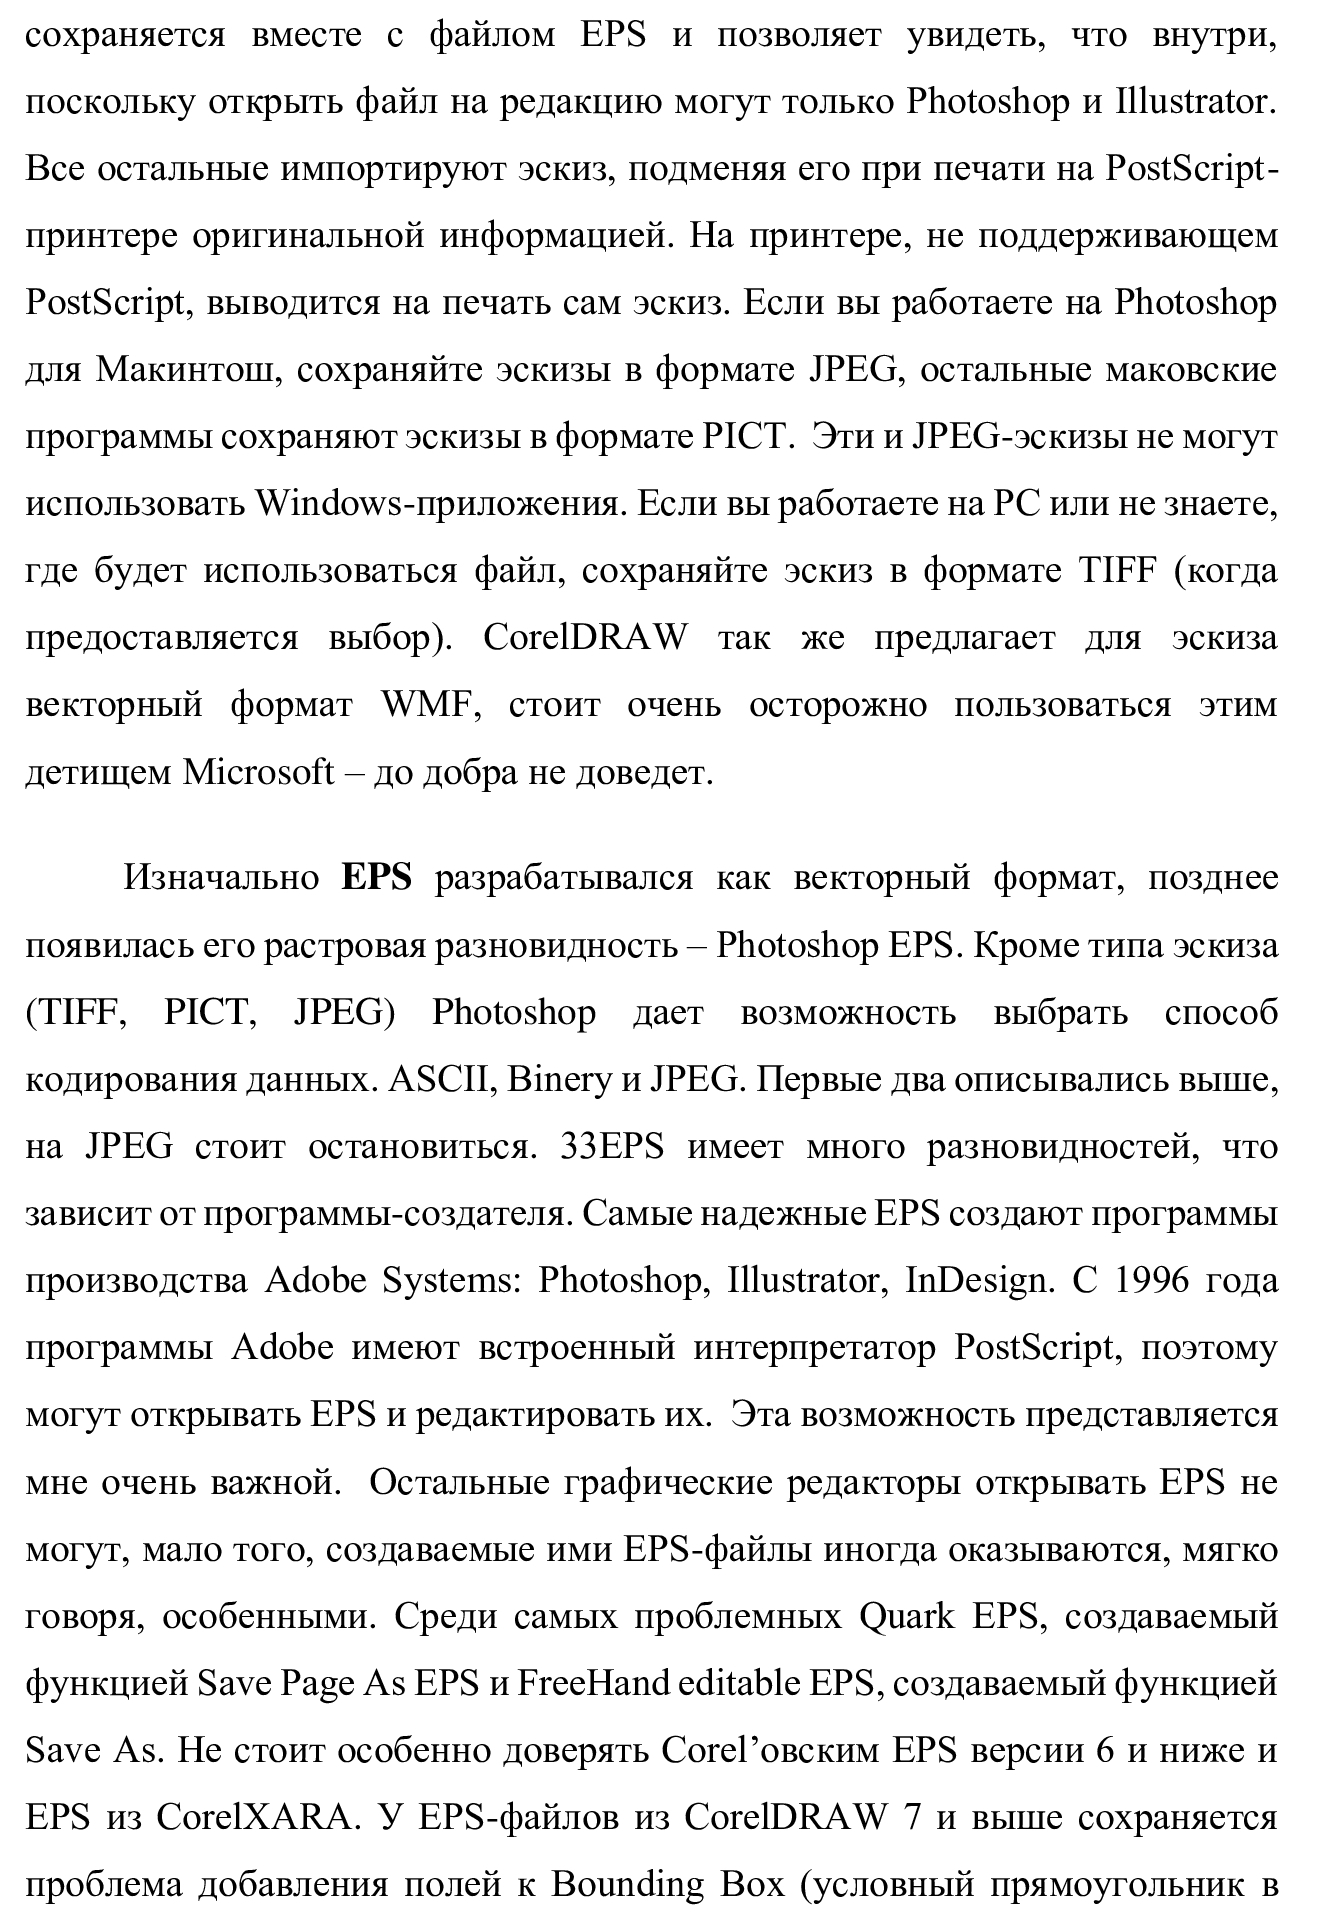 сохраняется вместе с файлом EPS и позволяет увидеть, что внутри,
поскольку открыть файл на редакцию могут только Photoshop и Illustrator.
Все остальные импортируют эскиз, подменяя его при печати на PostScript-
принтере оригинальной информацией. На принтере, не поддерживающем
PostScript, выводится на печать сам эскиз. Если вы работаете на Photoshop
для Макинтош, сохраняйте эскизы в формате JPEG, остальные маковские
программы сохраняют эскизы в формате PICT.  Эти и JPEG-эскизы не могут
использовать Windows-приложения. Если вы работаете на PC или не знаете,
где будет использоваться файл, сохраняйте эскиз в формате TIFF (когда
предоставляется выбор). CorelDRAW так же предлагает для эскиза
векторный формат WMF, стоит очень осторожно пользоваться этим
детищем Microsoft – до добра не доведет.
Изначально EPS разрабатывался как векторный формат, позднее
появилась его растровая разновидность – Photoshop EPS. Кроме типа эскиза
(TIFF, PICT, JPEG) Photoshop дает возможность выбрать способ
кодирования данных. ASCII, Binery и JPEG. Первые два описывались выше,
на JPEG стоит остановиться. 33EPS имеет много разновидностей, что
зависит от программы-создателя. Самые надежные EPS создают программы
производства Adobe Systems: Photoshop, Illustrator, InDesign. С 1996 года
программы Adobe имеют встроенный интерпретатор PostScript, поэтому
могут открывать EPS и редактировать их.  Эта возможность представляется
мне очень важной.  Остальные графические редакторы открывать EPS не
могут, мало того, создаваемые ими EPS-файлы иногда оказываются, мягко
говоря, особенными. Среди самых проблемных Quark EPS, создаваемый
функцией Save Page As EPS и FreeHand editable EPS, создаваемый функцией
Save As. Не стоит особенно доверять Corel’овским EPS версии 6 и ниже и
EPS из CorelXARA. У EPS-файлов из CorelDRAW 7 и выше сохраняется
проблема добавления полей к Bounding Box (условный прямоугольник в